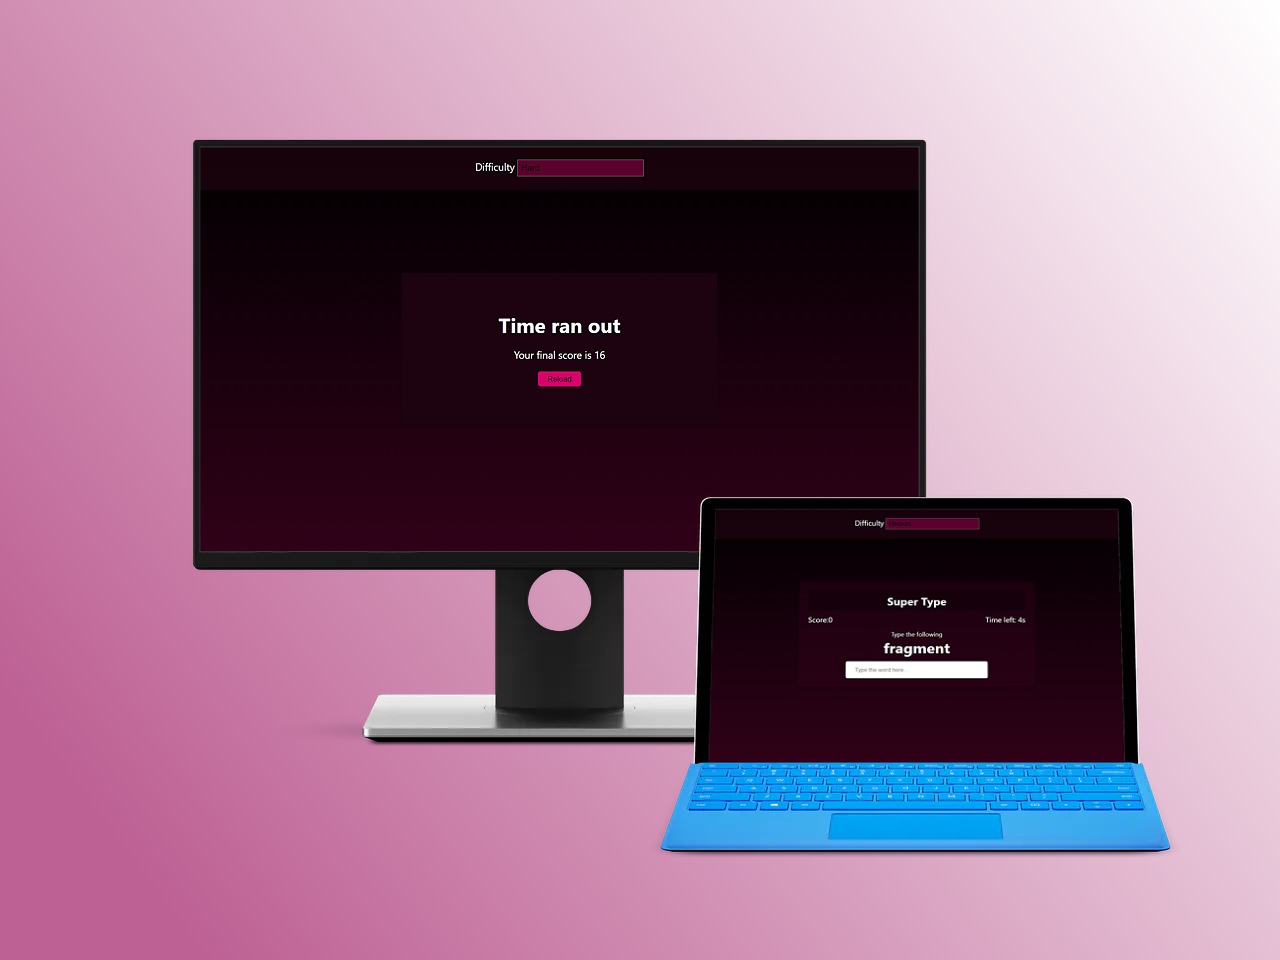 Difficulty Hard
Time ran out
Your final score is 16
Reload
Difficulty
Super Type
Score:0 Time left: 4s
Type the following
fragment
Type the word here